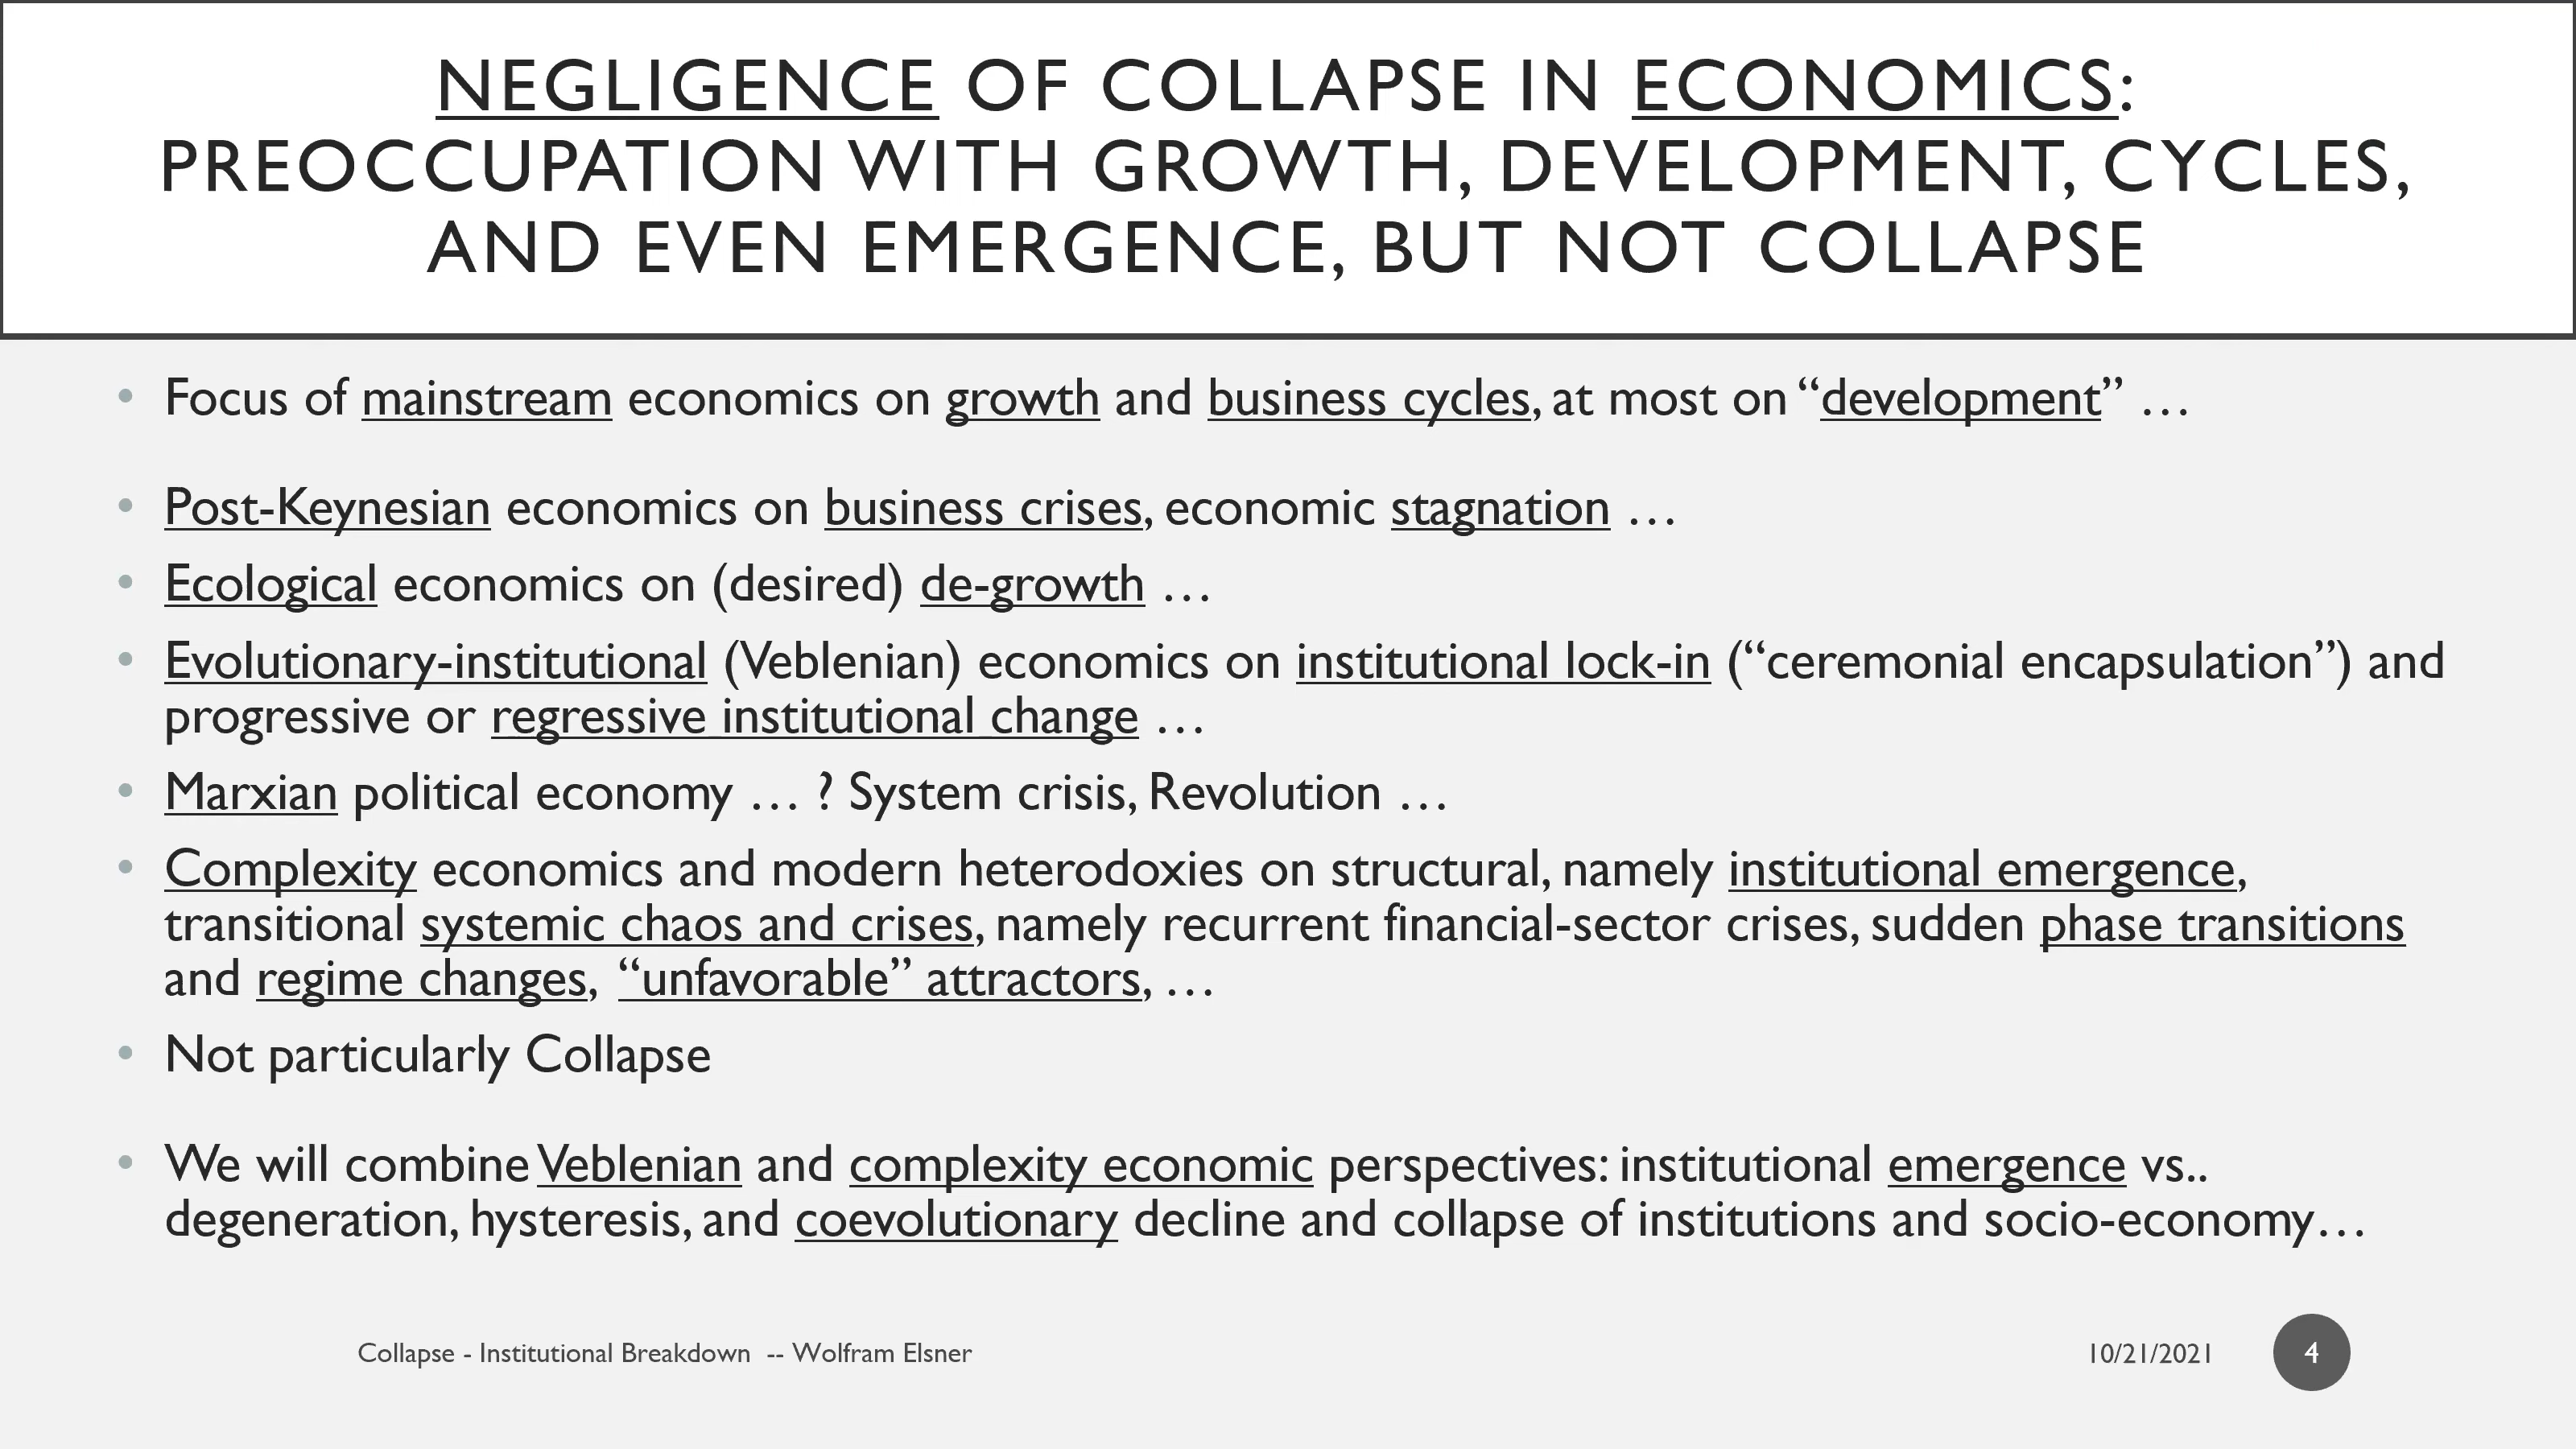 NEGLIGENCE OF COLLAPSE IN ECONOMICS:
PREOCCUPATION WITH GROWTH, DEVELOPMENT, CYCLES,
AND EVEN EMERGENCE, BUT NOT COLLAPSE
• Focus of mainstream economics on growth and business cycles, at most on “development” …
• Post-Keynesian economics on business crises, economic stagnation …
• Ecological economics on (desired) de-growth …
• Evolutionary-institutional (Veblenian) economics on institutional lock-in (“ceremonial encapsulation”) and
progressive or regressive institutional change …
• Marxian political economy … ? System crisis, Revolution …
• Complexity economics and modern heterodoxies on structural, namely institutional emergence,
transitional systemic chaos and crises, namely recurrent financial-sector crises, sudden phase transitions
and regime changes, “unfavorable” attractors, …
• Not particularly Collapse
• We will combine Veblenian and complexity economic perspectives: institutional emergence vs..
degeneration, hysteresis, and coevolutionary decline and collapse of institutions and socio-economy…
Collapse - Institutional Breakdown -- Wolfram Elsner
10/21/2021
4